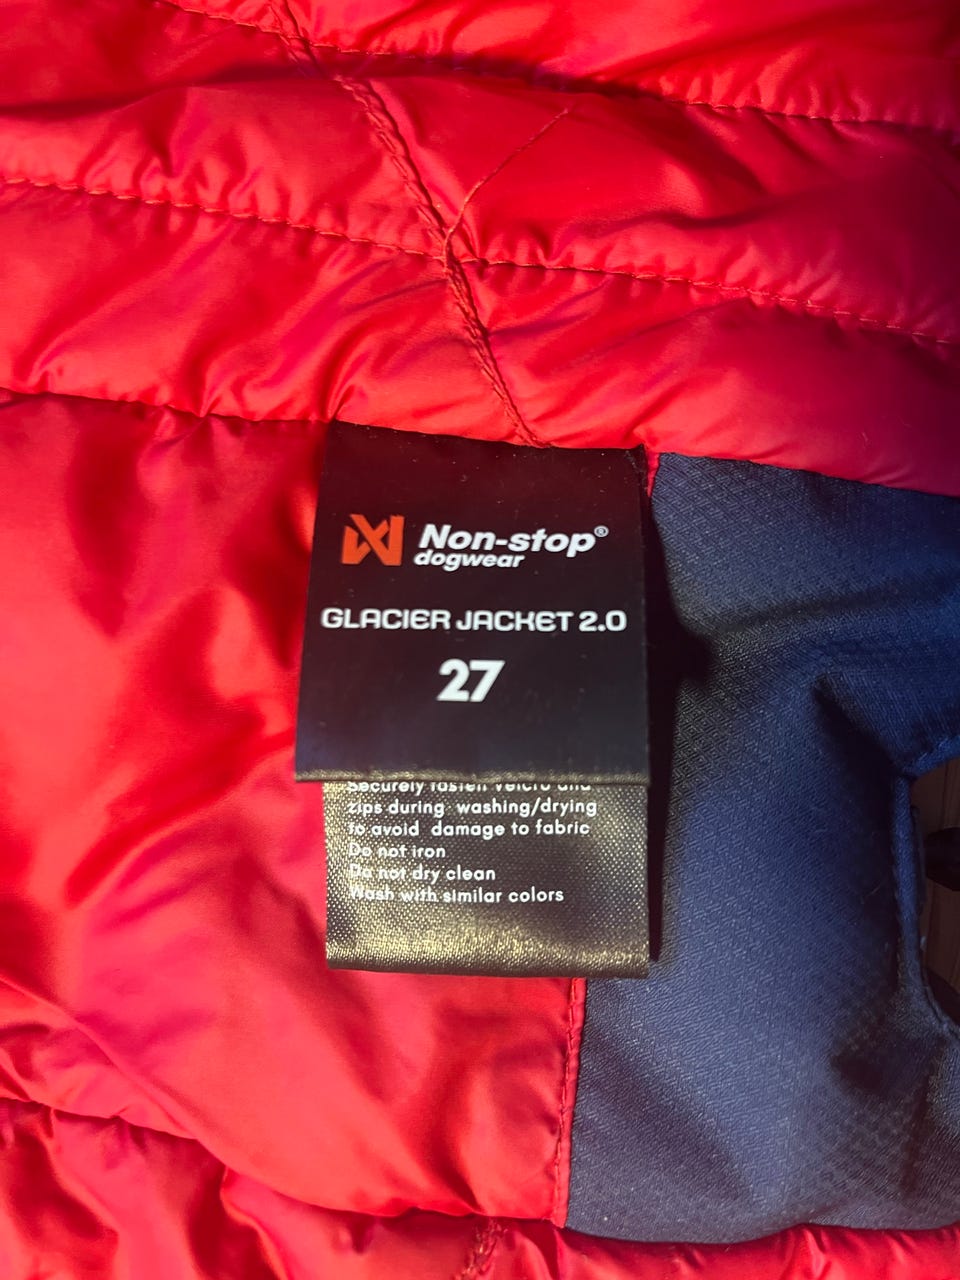 Non-stop®
dogwear
GLACIER JACKET 2.0
27
Securely fasten velcro and
zips during washing/drying
to avoid damage to fabric
Do not iron
Do not dry clean
Wash with similar colors